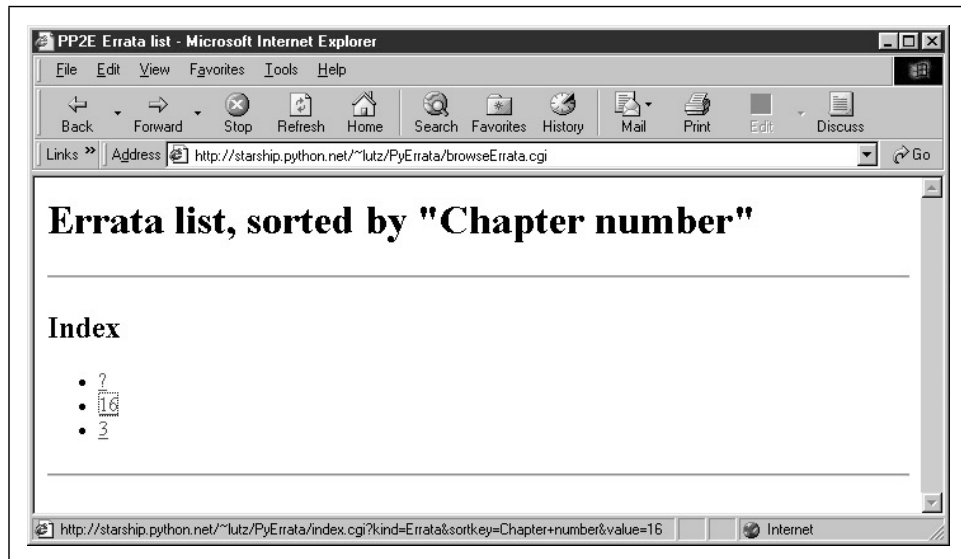 PP2E Errata list - Microsoft Internet Explorer
File Edit View Favorites Tools Help
Back Forward Stop Refresh Home Search Favorites History Mail Print Edit Discuss
Links » Address http://starship.python.net/~lutz/PyErrata/browseErrata.cgi Go
Errata list, sorted by "Chapter number"
Index
• ?
• 16
• 3
http://starship.python.net/~lutz/PyErrata/index.cgi?kind=Errata&sortkey=Chapter+number&value=16 Internet